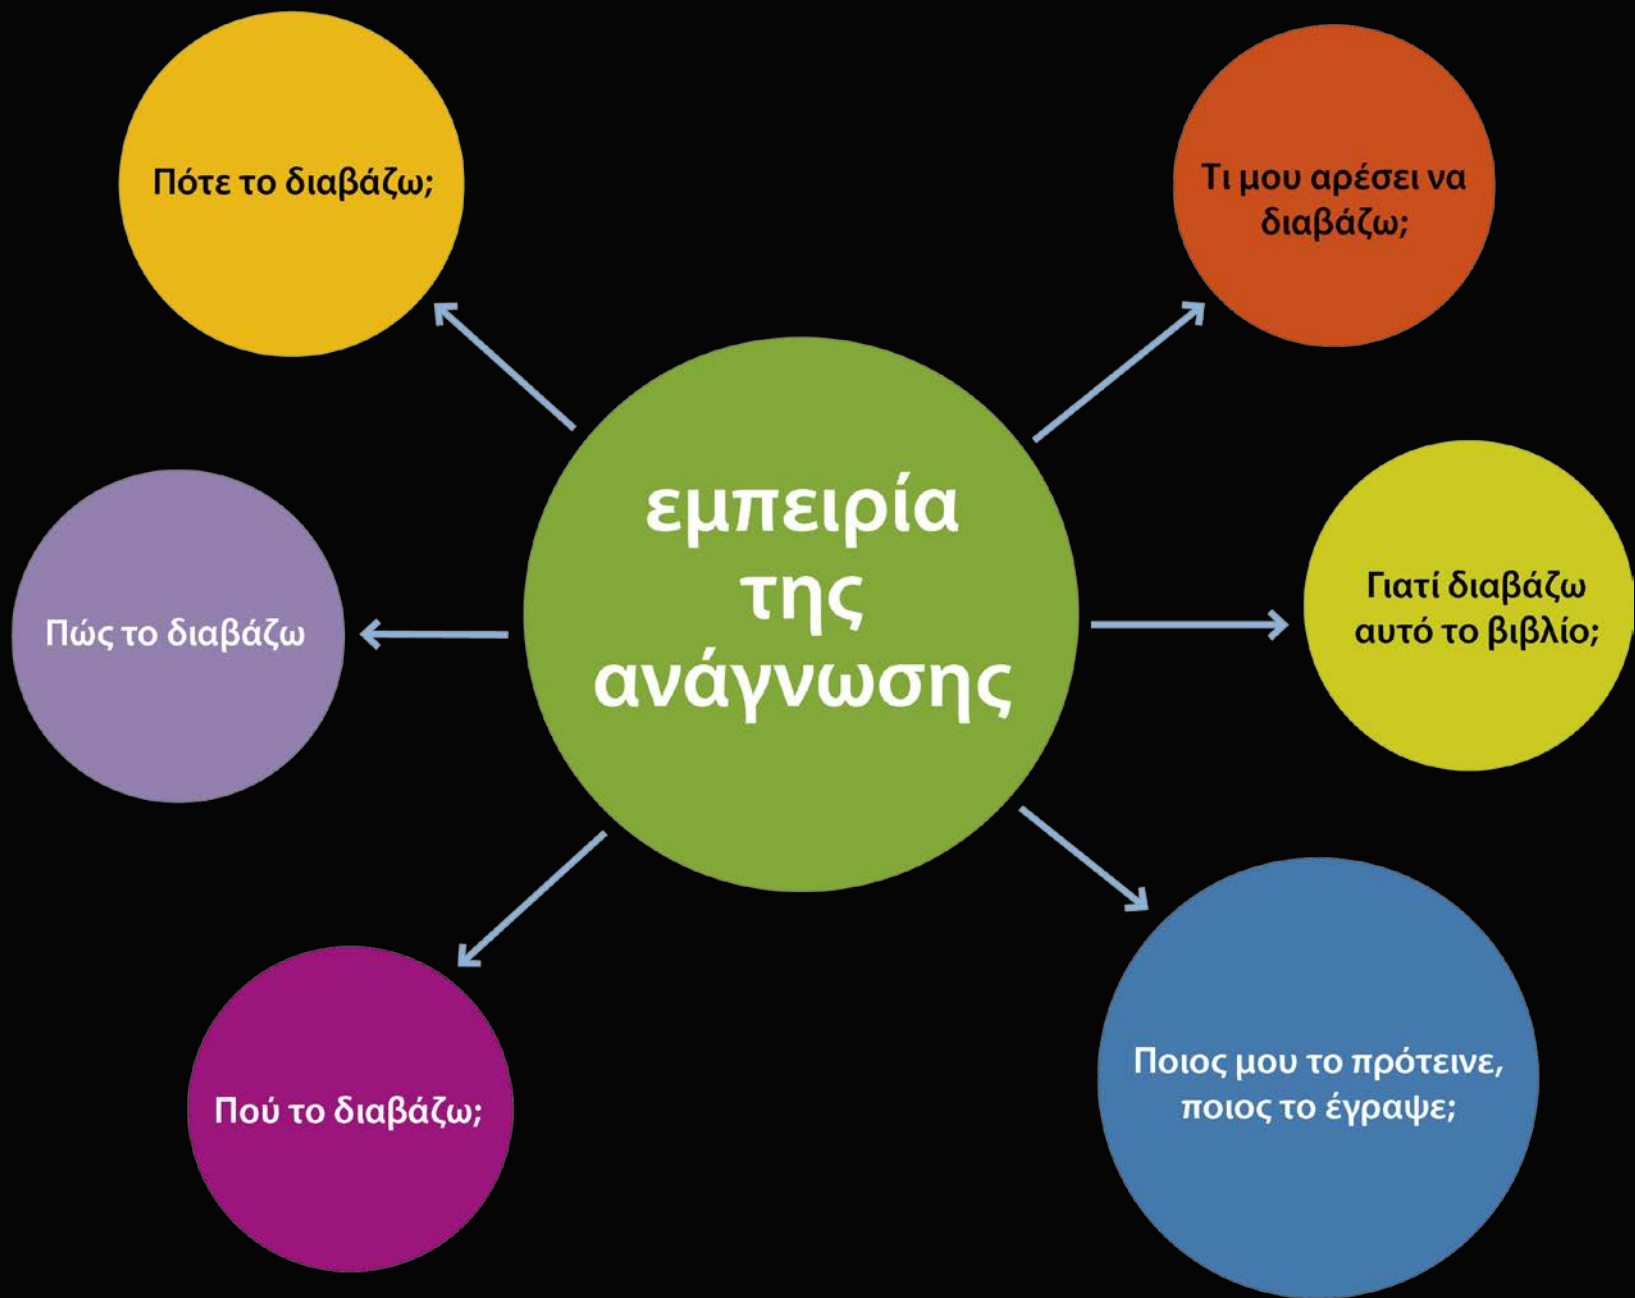 Πότε το διαβάζω;
Τι μου αρέσει να
διαβάζω;
εμπειρία
της
ανάγνωσης
Πώς το διαβάζω
Γιατί διαβάζω
αυτό το βιβλίο;
Πού το διαβάζω;
Ποιος μου το πρότεινε,
ποιος το έγραψε;